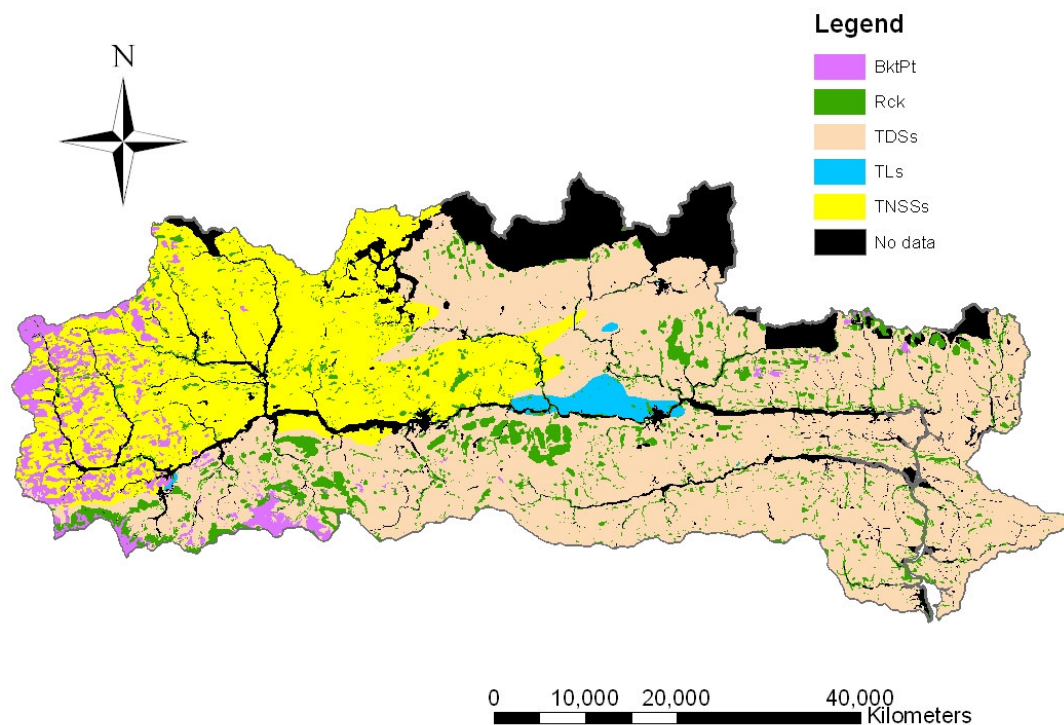 Legend
N
BktPt
Rck
TDSs
TLs
TNSSs
No data
0 10,000 20,000 40,000
Kilometers